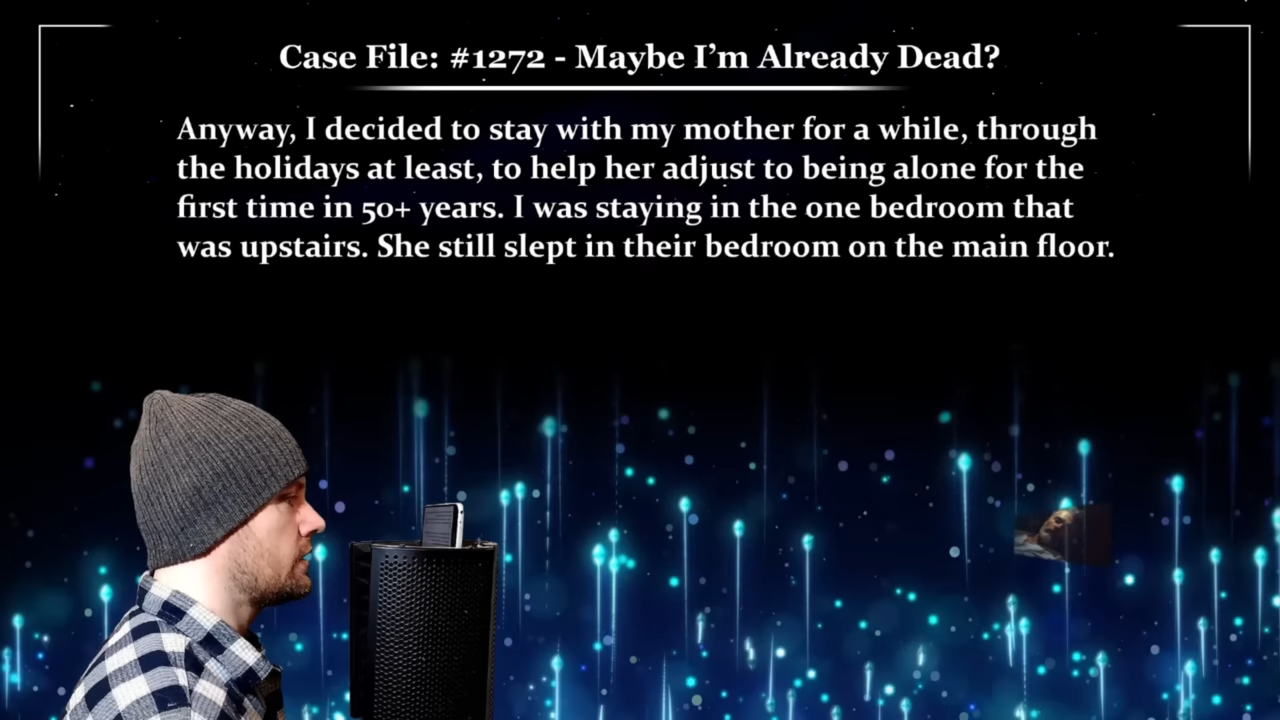 Case File: #1272 - Maybe I’m Already Dead?
Anyway, I decided to stay with my mother for a while, through
the holidays at least, to help her adjust to being alone for the
first time in 50+ years. I was staying in the one bedroom that
was upstairs. She still slept in their bedroom on the main floor.